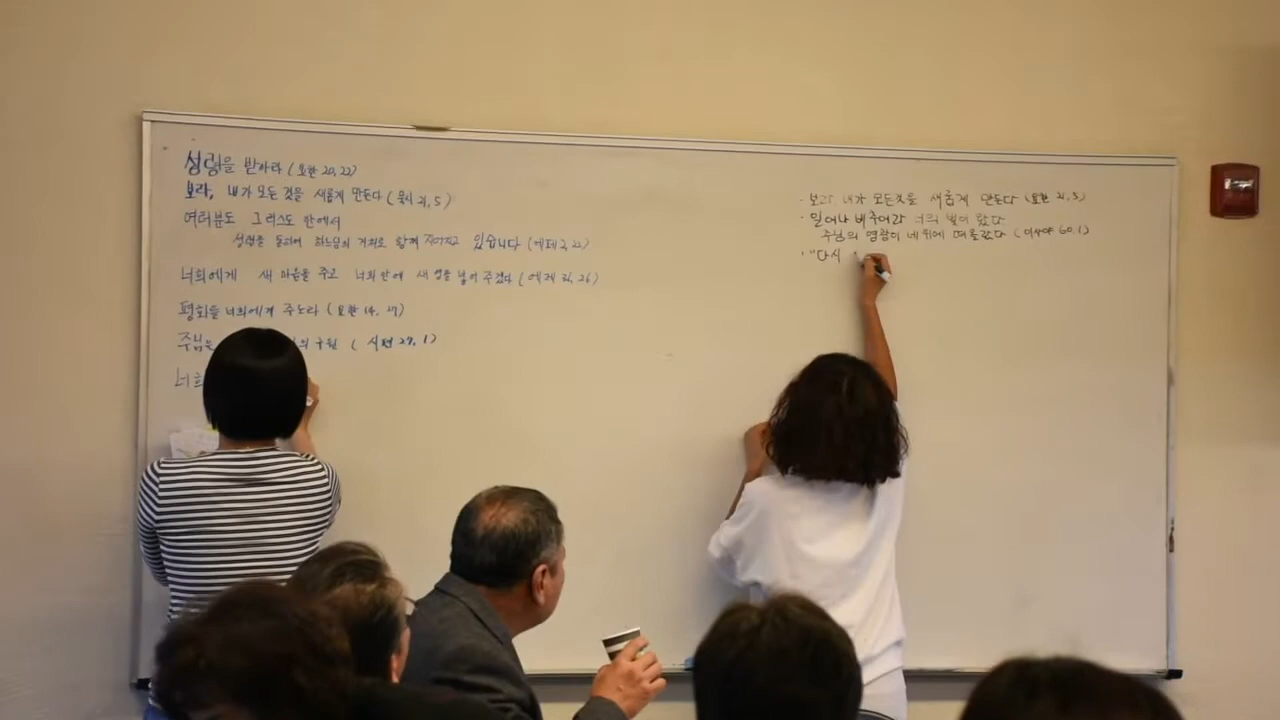 성령을 받아라 (요한 20, 22)
보라, 내가 모든 것을 새롭게 만든다 (묵시 21, 5)
여러분도 그리스도 안에서
성령을 통하여 하느님의 거처로 함께 지어지고 있습니다 (에페 2, 22)
너희에게 새 마음을 주고 너희 안에 새 영을 넣어 주겠다 (에제 36, 26)
평화를 너희에게 주노라 (요한 14, 27)
주님은 구원 ( 시편 27, 1)
너희
· 보라 내가 모든것을 새롭게 만든다 (요한 21, 5)
· 일어나 비추어라 너희 빛이 왔다
주님의 영광이 네 위에 떠올랐다 (이사야 60.1)
· "다시